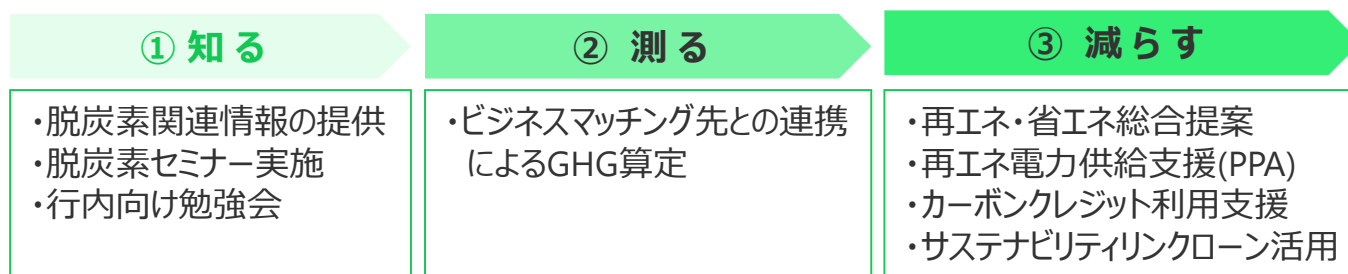 ① 知る
・脱炭素関連情報の提供
・脱炭素セミナー実施
・行内向け勉強会
② 測る
・ビジネスマッチング先との連携
によるGHG算定
③ 減らす
・再エネ・省エネ総合提案
・再エネ電力供給支援(PPA)
・カーボンクレジット利用支援
・サステナビリティリンクローン活用